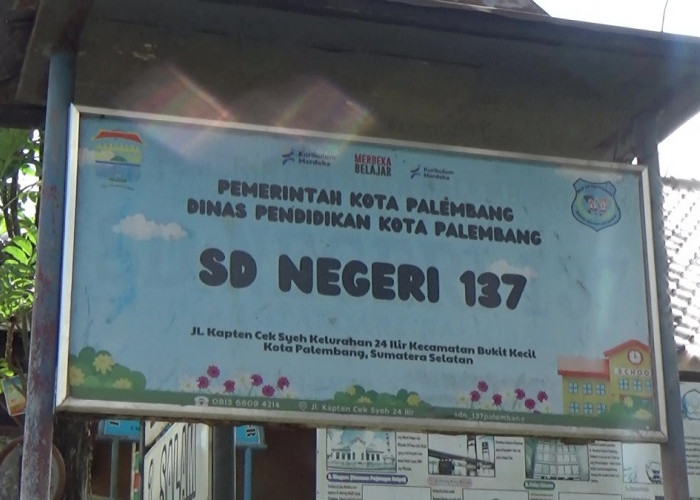 Kurikulum Merdeka
MERDEKA BELAJAR
Kurikulum Merdeka
PEMERINTAH KOTA PALEMBANG
DINAS PENDIDIKAN KOTA PALEMBANG
SD NEGERI 137
JL. Kapten Cek Syeh Kelurahan 24 Ilir Kecamatan Bukit Kecil
Kota Palembang, Sumatera Selatan
SCHOOL
0813 6809 4214
JL. Kapten Cek Syeh 24 Ilir